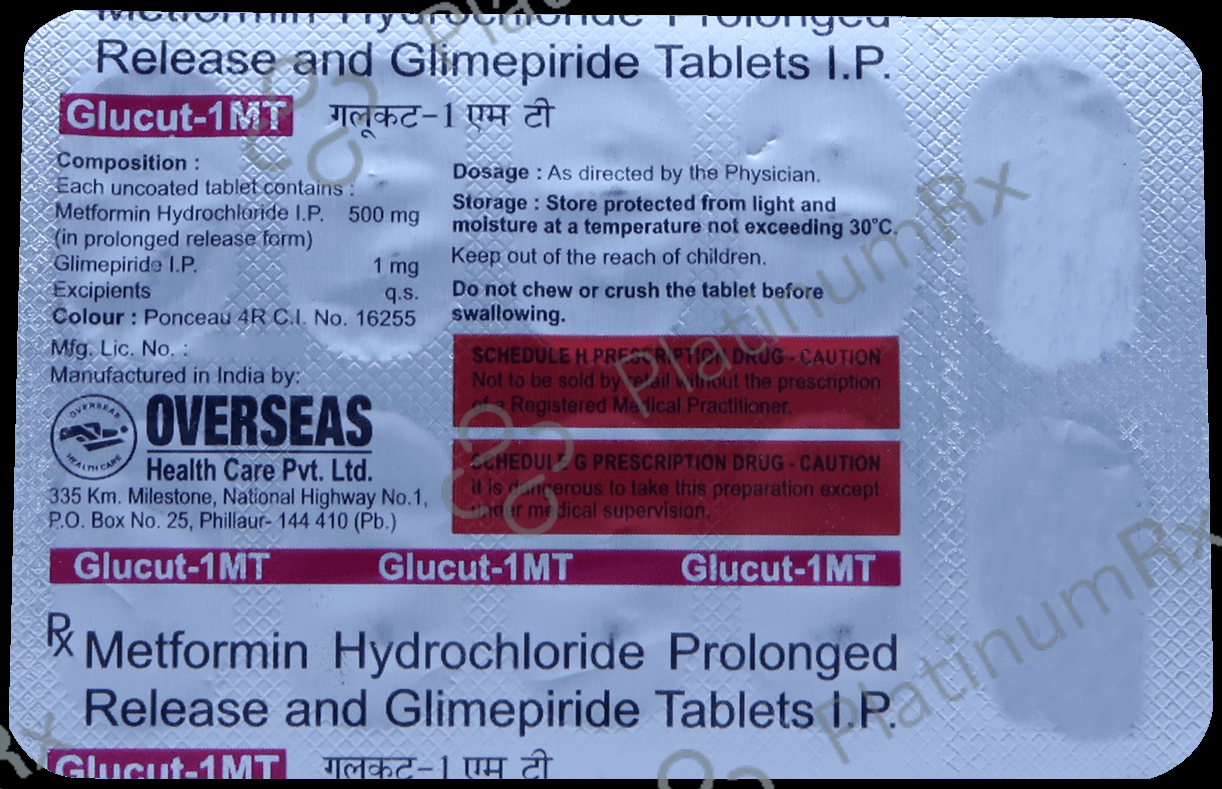 Metformin Hydrochloride Prolonged
Release and Glimepiride Tablets I.P.
Glucut-1MT गलूकट-1 एम टी
Composition :
Each uncoated tablet contains :
Metformin Hydrochloride I.P. 500 mg
(in prolonged release form)
Glimepiride I.P. 1 mg
Excipients q.s.
Colour : Ponceau 4R C.I. No. 16255
Mfg. Lic. No. :
Manufactured in India by:
OVERSEAS
HEALTH CARE
OVERSEAS
Health Care Pvt. Ltd.
335 Km. Milestone, National Highway No.1,
P.O. Box No. 25, Phillaur- 144 410 (Pb.)
Dosage : As directed by the Physician.
Storage : Store protected from light and
moisture at a temperature not exceeding 30°C.
Keep out of the reach of children.
Do not chew or crush the tablet before
swallowing.
SCHEDULE H PRESCRIPTION DRUG - CAUTION
Not to be sold by retail without the prescription
of a Registered Medical Practitioner.
SCHEDULE G PRESCRIPTION DRUG - CAUTION
It is dangerous to take this preparation except
under medical supervision.
Glucut-1MT Glucut-1MT Glucut-1MT
Rx Metformin Hydrochloride Prolonged
Release and Glimepiride Tablets I.P.
Glucut-1MT गलूकट-1 एम टी
PlatinumRx
PlatinumRx
Platinum
Rx